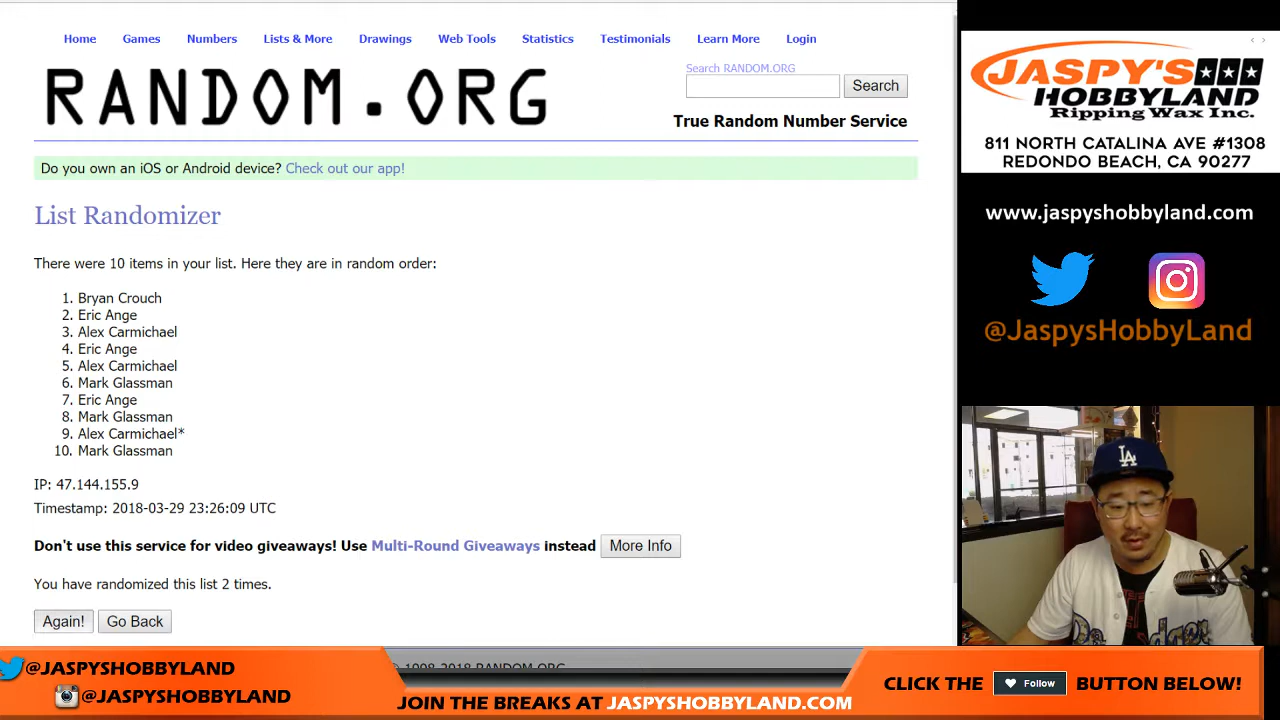 Home Games Numbers Lists & More Drawings Web Tools Statistics Testimonials Learn More Login
RANDOM.ORG
Search RANDOM.ORG
Search
True Random Number Service
Do you own an iOS or Android device? Check out our app!
List Randomizer
There were 10 items in your list. Here they are in random order:
1. Bryan Crouch
2. Eric Ange
3. Alex Carmichael
4. Eric Ange
5. Alex Carmichael
6. Mark Glassman
7. Eric Ange
8. Mark Glassman
9. Alex Carmichael*
10. Mark Glassman
IP: 47.144.155.9
Timestamp: 2018-03-29 23:26:09 UTC
Don't use this service for video giveaways! Use Multi-Round Giveaways instead More Info
You have randomized this list 2 times.
Again! Go Back
© 1998-2018 RANDOM.ORG
JASPY'S
HOBBYLAND
Ripping Wax Inc.
811 NORTH CATALINA AVE #1308
REDONDO BEACH, CA 90277
www.jaspyshobbyland.com
@JaspysHobbyLand
LA
@JASPYSHOBBYLAND
@JASPYSHOBBYLAND
JOIN THE BREAKS AT JASPYSHOBBYLAND.COM
CLICK THE Follow BUTTON BELOW!